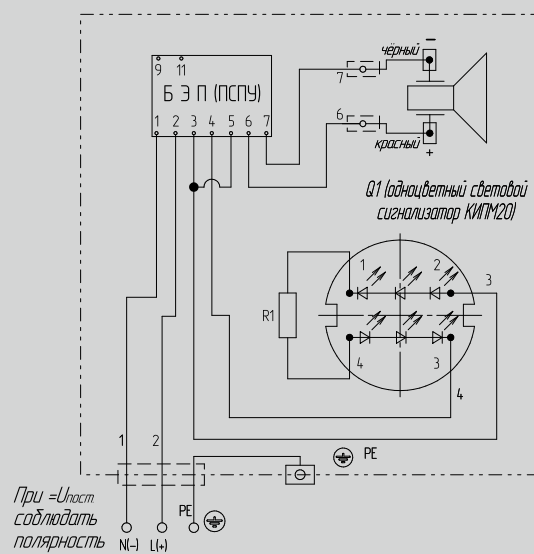 чёрный
–
9 11
Б Э П (ПСПУ)
1 2 3 4 5 6 7
7
6
красный
+
Q1 (одноцветный световой
сигнализатор КИПМ20)
1 2
3
R1
4 3
4
1 2
PE
При =Uпост.
соблюдать
полярность
N(–) L(+)
PE